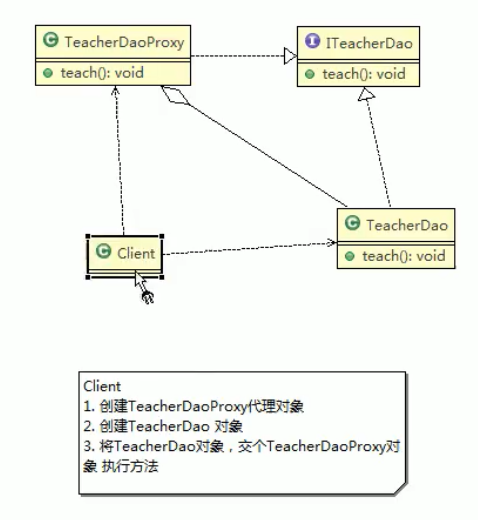 C TeacherDaoProxy
teach(): void
I ITeacherDao
teach(): void
C TeacherDao
teach(): void
C Client
Client
1. 创建TeacherDaoProxy代理对象
2. 创建TeacherDao 对象
3. 将TeacherDao对象，交个TeacherDaoProxy对
象 执行方法